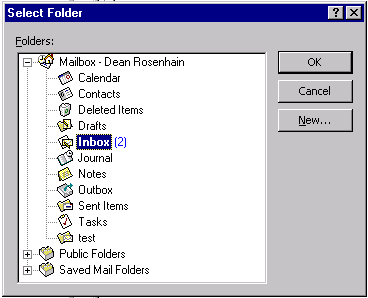 Select Folder
Folders:
Mailbox - Dean Rosenhain
OK
Calendar
Contacts
Cancel
Deleted Items
New...
Drafts
Inbox (2)
Journal
Notes
Outbox
Sent Items
Tasks
test
Public Folders
Saved Mail Folders